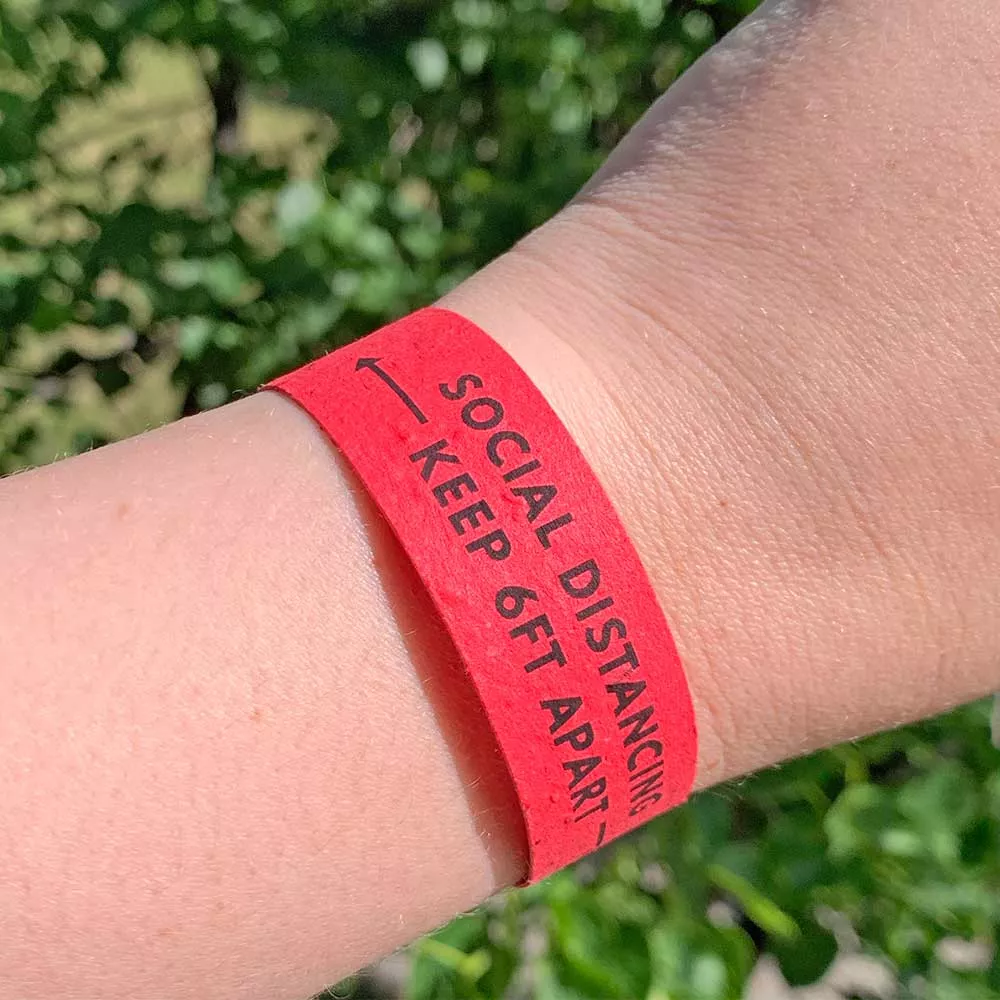 SOCIAL DISTANCING
← KEEP 6FT APART –